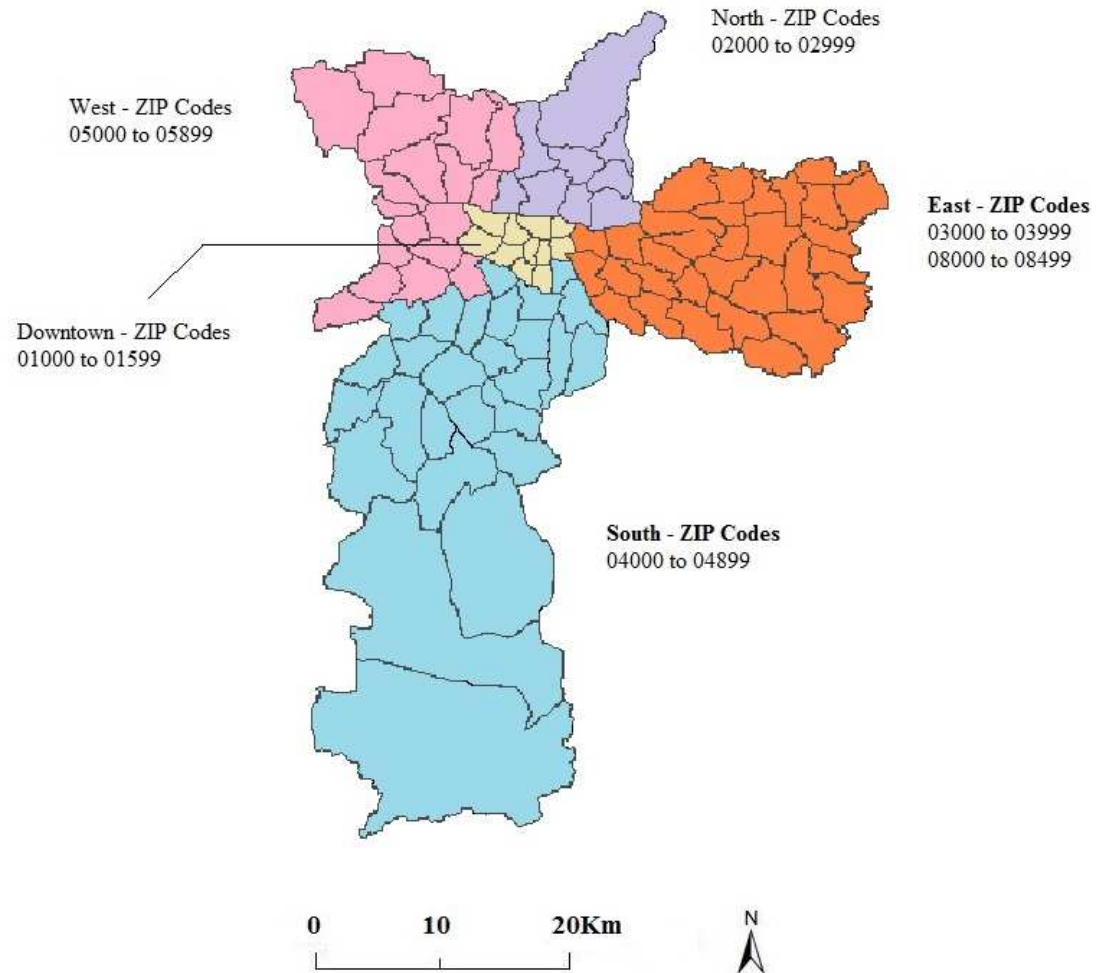 North - ZIP Codes
02000 to 02999
West - ZIP Codes
05000 to 05899
East - ZIP Codes
03000 to 03999
08000 to 08499
Downtown - ZIP Codes
01000 to 01599
South - ZIP Codes
04000 to 04899
0 10 20Km
N